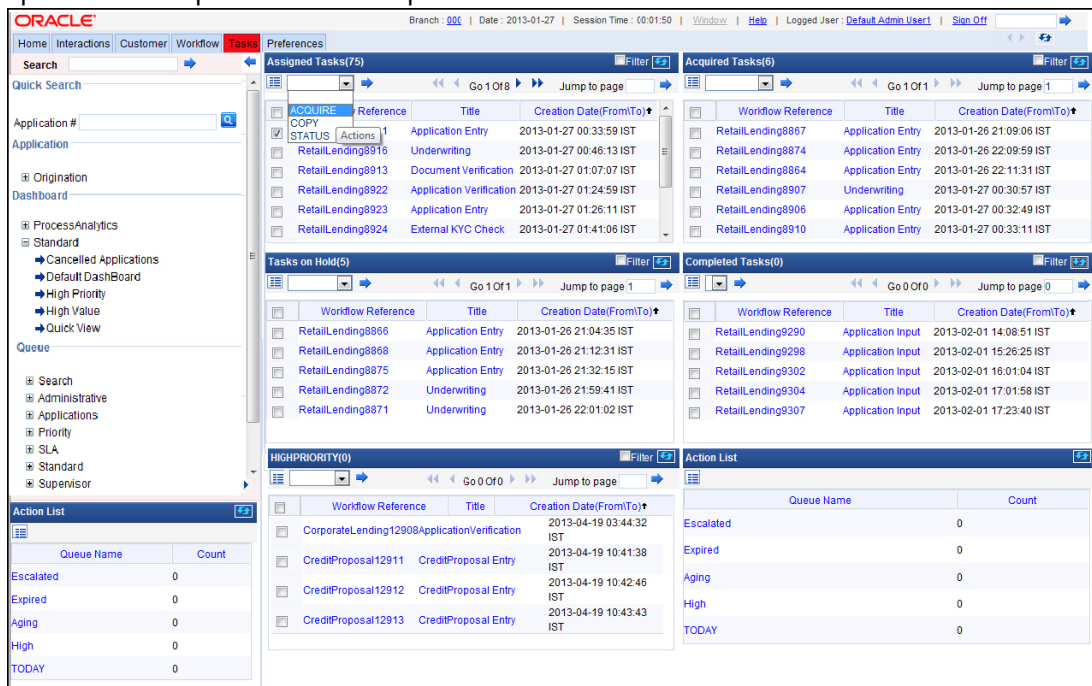 ORACLE
Branch : 000 | Date : 2013-01-27 | Session Time : 00:01:50 | Window | Help | Logged User : Default Admin User1 | Sign Off
Home Interactions Customer Workflow Tasks Preferences
Search
Quick Search
Application #
Application
Origination
Dashboard
ProcessAnalytics
Standard
Cancelled Applications
Default DashBoard
High Priority
High Value
Quick View
Queue
Search
Administrative
Applications
Priority
SLA
Standard
Supervisor
Action List
Queue Name Count
Escalated 0
Expired 0
Aging 0
High 0
TODAY 0
Assigned Tasks(75) Filter
Go 1 Of 8 Jump to page
ACQUIRE
COPY
STATUS
Actions
Reference Title Creation Date(From\To)
1 Application Entry 2013-01-27 00:33:59 IST
RetailLending8916 Underwriting 2013-01-27 00:46:13 IST
RetailLending8913 Document Verification 2013-01-27 01:07:07 IST
RetailLending8922 Application Verification 2013-01-27 01:24:59 IST
RetailLending8923 Application Entry 2013-01-27 01:26:11 IST
RetailLending8924 External KYC Check 2013-01-27 01:41:06 IST
Acquired Tasks(6) Filter
Go 1 Of 1 Jump to page 1
Workflow Reference Title Creation Date(From\To)
RetailLending8867 Application Entry 2013-01-26 21:09:06 IST
RetailLending8874 Application Entry 2013-01-26 22:09:59 IST
RetailLending8864 Application Entry 2013-01-26 22:11:31 IST
RetailLending8907 Underwriting 2013-01-27 00:30:57 IST
RetailLending8906 Application Entry 2013-01-27 00:32:49 IST
RetailLending8910 Application Entry 2013-01-27 00:33:11 IST
Tasks on Hold(5) Filter
Go 1 Of 1 Jump to page 1
Workflow Reference Title Creation Date(From\To)
RetailLending8866 Application Entry 2013-01-26 21:04:35 IST
RetailLending8868 Application Entry 2013-01-26 21:12:31 IST
RetailLending8875 Application Entry 2013-01-26 21:32:15 IST
RetailLending8872 Underwriting 2013-01-26 21:59:41 IST
RetailLending8871 Underwriting 2013-01-26 22:01:02 IST
Completed Tasks(0) Filter
Go 0 Of 0 Jump to page 0
Workflow Reference Title Creation Date(From\To)
RetailLending9290 Application Input 2013-02-01 14:08:51 IST
RetailLending9298 Application Input 2013-02-01 15:26:25 IST
RetailLending9302 Application Input 2013-02-01 16:01:04 IST
RetailLending9304 Application Input 2013-02-01 17:01:58 IST
RetailLending9307 Application Input 2013-02-01 17:23:40 IST
HIGHPRIORITY(0) Filter
Go 0 Of 0 Jump to page
Workflow Reference Title Creation Date(From\To)
CorporateLending12908 ApplicationVerification 2013-04-19 03:44:32
IST
CreditProposal12911 CreditProposal Entry 2013-04-19 10:41:38
IST
CreditProposal12912 CreditProposal Entry 2013-04-19 10:42:46
IST
CreditProposal12913 CreditProposal Entry 2013-04-19 10:43:43
IST
Action List
Queue Name Count
Escalated 0
Expired 0
Aging 0
High 0
TODAY 0